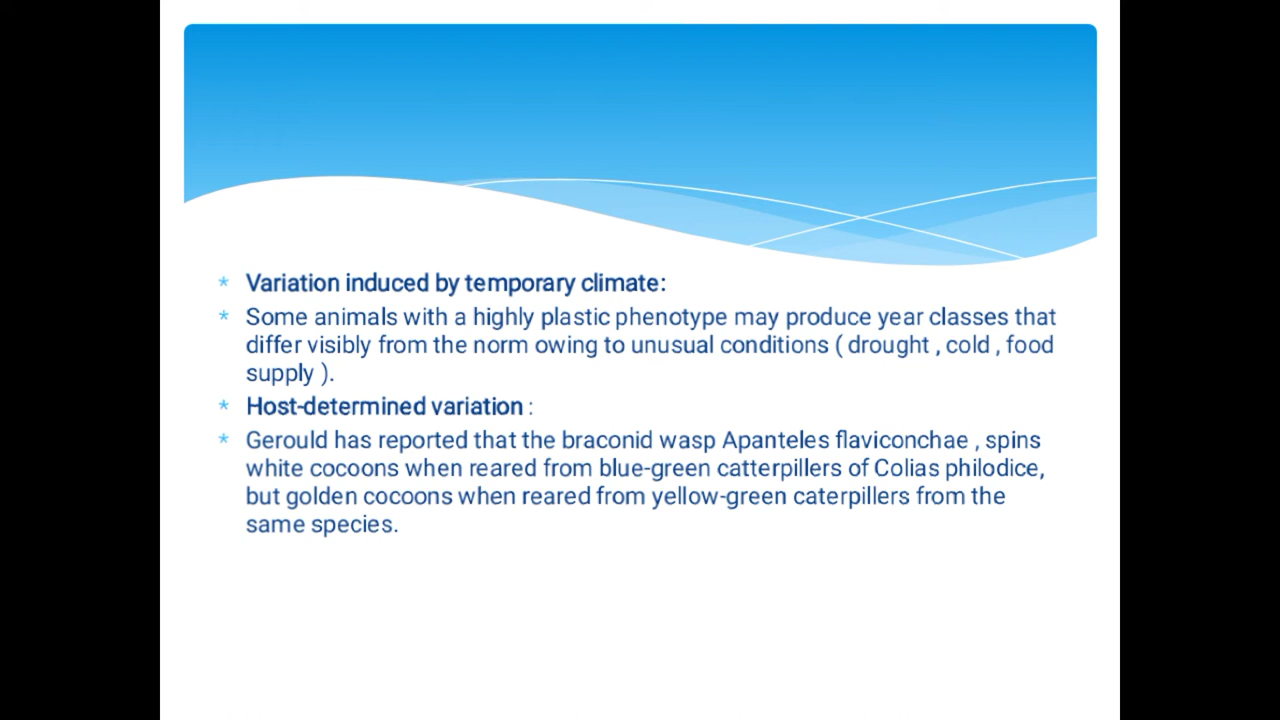 * Variation induced by temporary climate:
* Some animals with a highly plastic phenotype may produce year classes that
differ visibly from the norm owing to unusual conditions ( drought , cold , food
supply ).
* Host-determined variation :
* Gerould has reported that the braconid wasp Apanteles flaviconchae , spins
white cocoons when reared from blue-green catterpillers of Colias philodice,
but golden cocoons when reared from yellow-green caterpillers from the
same species.